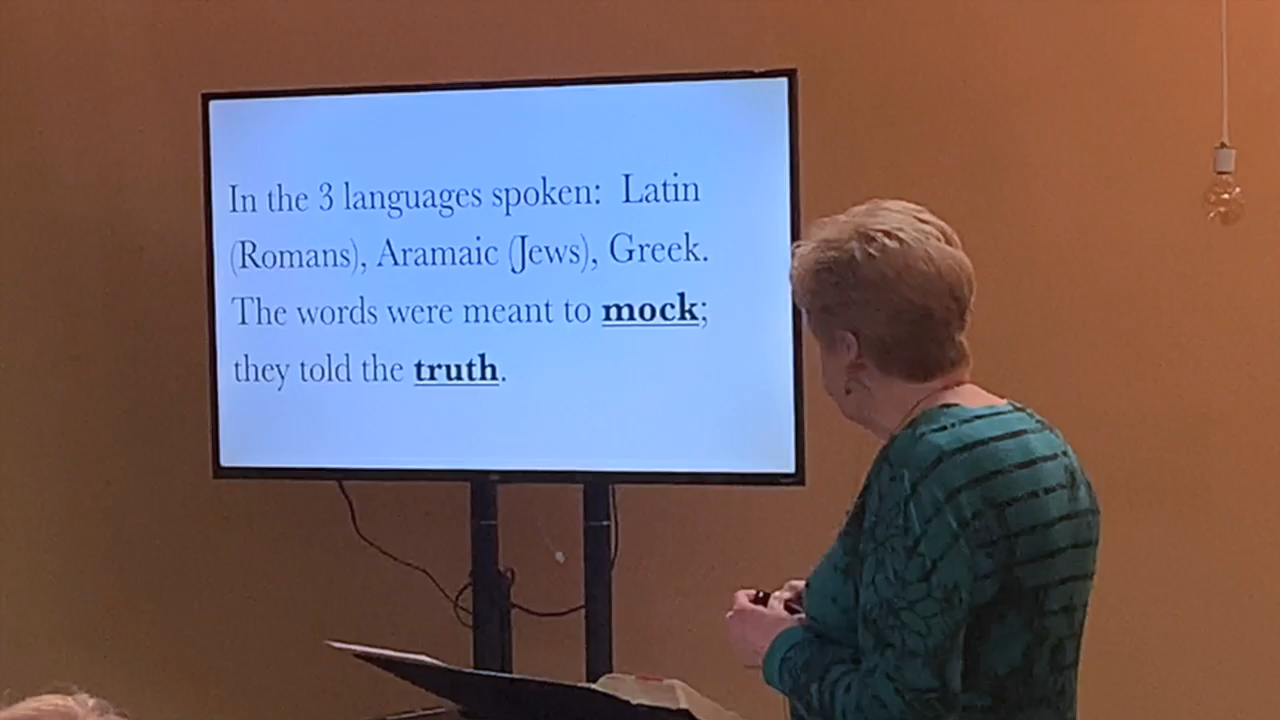 In the 3 languages spoken: Latin
(Romans), Aramaic (Jews), Greek.
The words were meant to mock;
they told the truth.